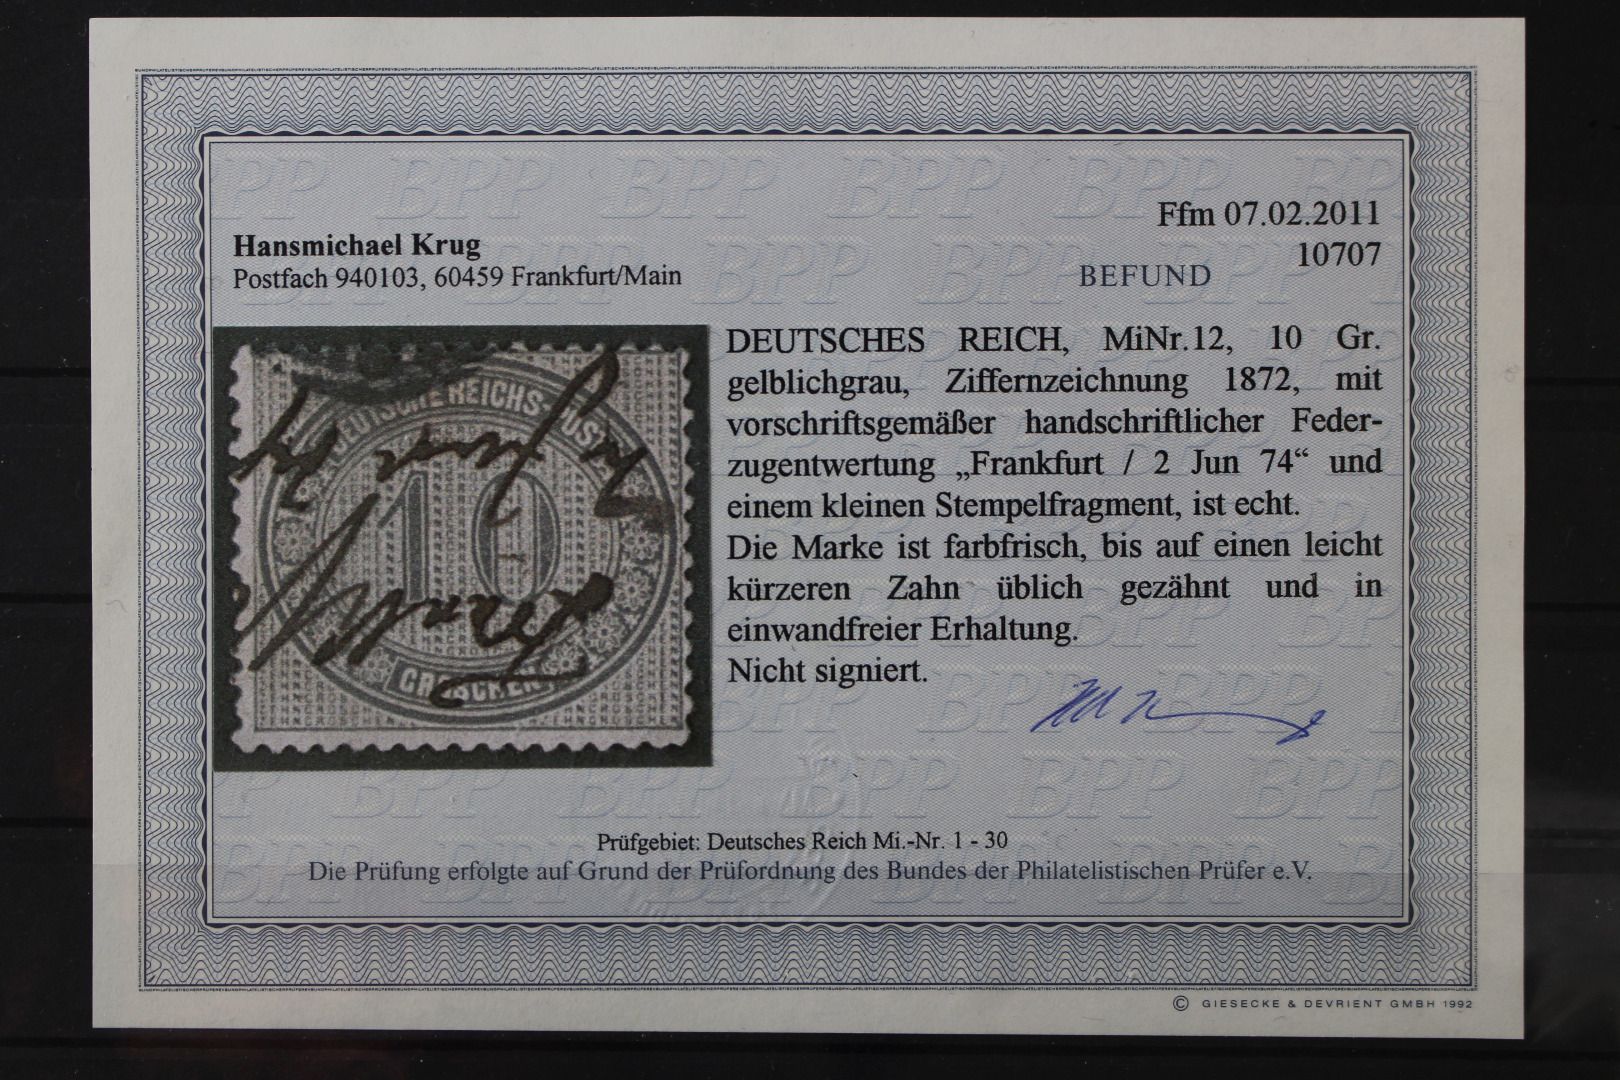 Ffm 07.02.2011
10707
Hansmichael Krug
Postfach 940103, 60459 Frankfurt/Main
BEFUND
DEUTSCHE REICHS-POST
10
GROSCHEN
DEUTSCHES REICH, MiNr.12, 10 Gr.
gelblichgrau, Ziffernzeichnung 1872, mit
vorschriftsgemäßer handschriftlicher Feder-
zugentwertung „Frankfurt / 2 Jun 74“ und
einem kleinen Stempelfragment, ist echt.
Die Marke ist farbfrisch, bis auf einen leicht
kürzeren Zahn üblich gezähnt und in
einwandfreier Erhaltung.
Nicht signiert.
Prüfgebiet: Deutsches Reich Mi.-Nr. 1 - 30
Die Prüfung erfolgte auf Grund der Prüfordnung des Bundes der Philatelistischen Prüfer e.V.
© GIESECKE & DEVRIENT GMBH 1992